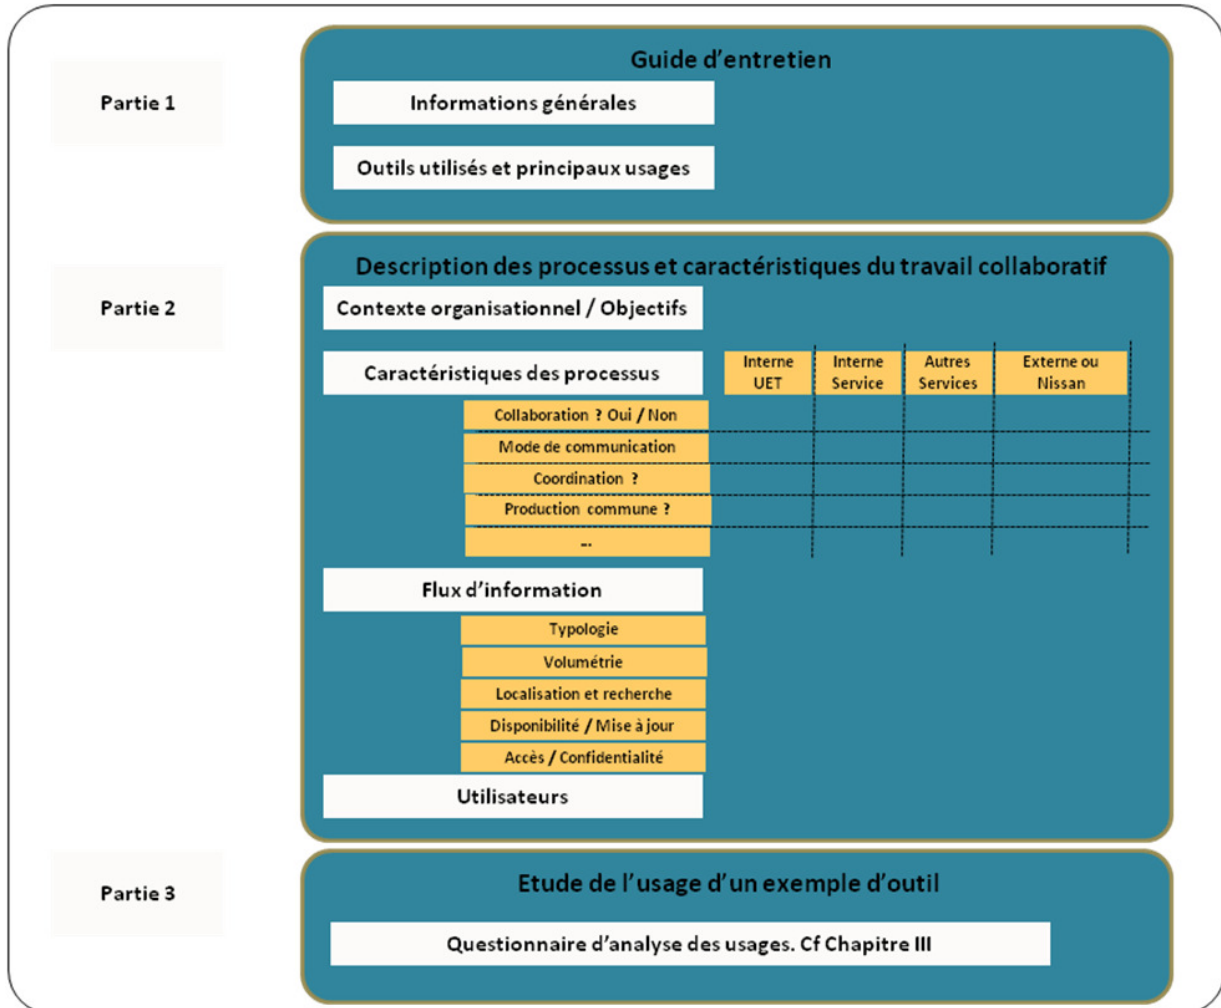 Guide d'entretien
Partie 1
Informations générales
Outils utilisés et principaux usages
Description des processus et caractéristiques du travail collaboratif
Partie 2
Contexte organisationnel / Objectifs
Caractéristiques des processus
Interne
UET
Interne
Service
Autres
Services
Externe ou
Nissan
Collaboration ? Oui / Non
Mode de communication
Coordination ?
Production commune ?
...
Flux d'information
Typologie
Volumétrie
Localisation et recherche
Disponibilité / Mise à jour
Accès / Confidentialité
Utilisateurs
Etude de l'usage d'un exemple d'outil
Partie 3
Questionnaire d'analyse des usages. Cf Chapitre III